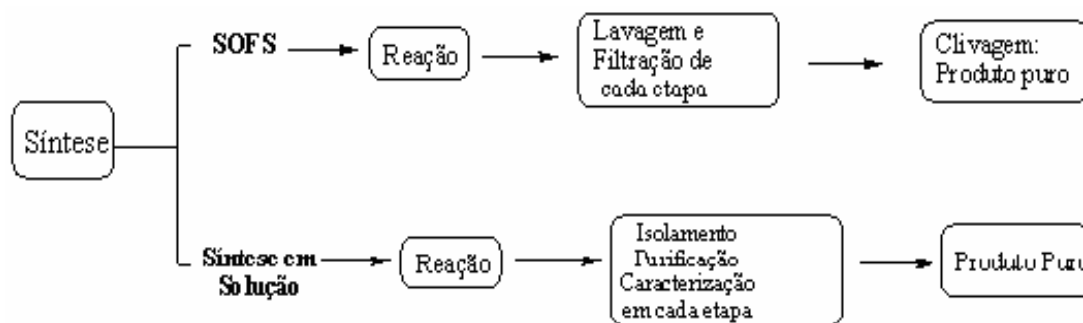 SOFS
Reação
Lavagem e
Filtração de
cada etapa
Clivagem:
Produto puro
Síntese
Síntese em
Solução
Reação
Isolamento
Purificação
Caracterização
em cada etapa
Produto Puro